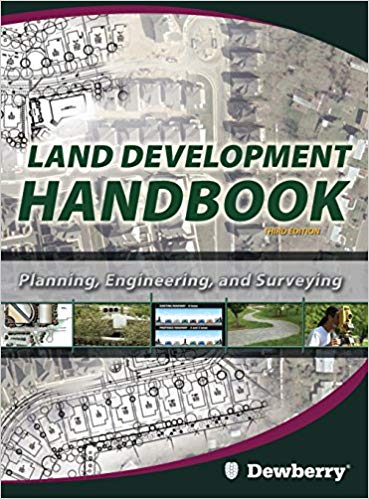 LAND DEVELOPMENT
HANDBOOK
THIRD EDITION
Planning, Engineering, and Surveying
Dewberry®